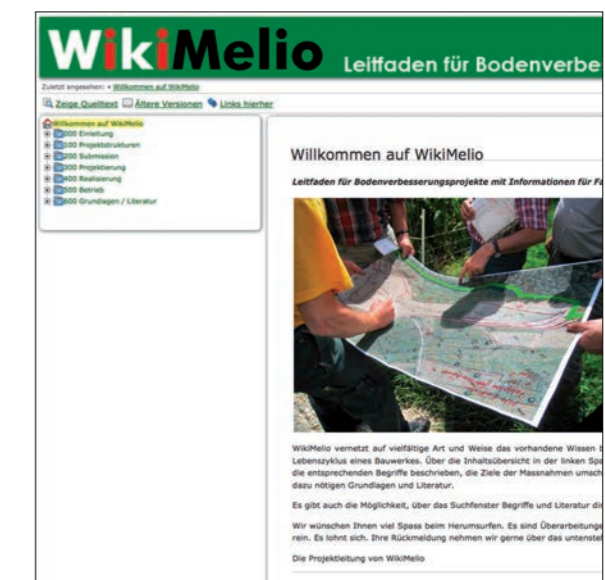 WikiMelio Leitfaden für Bodenverbe
Zuletzt angesehen: • Willkommen auf WikiMelio
Zeige Quelltext Ältere Versionen Links hierher
Willkommen auf WikiMelio
000 Einleitung
100 Projektstrukturen
200 Submission
300 Projektierung
400 Realisierung
500 Betrieb
600 Grundlagen / Literatur
Willkommen auf WikiMelio
Leitfaden für Bodenverbesserungsprojekte mit Informationen für Fa
WikiMelio vernetzt auf vielfältige Art und Weise das vorhandene Wissen b
Lebenszyklus eines Bauwerkes. Über die Inhaltsübersicht in der linken Spa
die entsprechenden Begriffe beschrieben, die Ziele der Massnahmen umsch
dazu nötigen Grundlagen und Literatur.
Es gibt auch die Möglichkeit, über das Suchfenster Begriffe und Literatur dir
Wir wünschen Ihnen viel Spass beim Herumsurfen. Es sind Überarbeitunge
rein. Es lohnt sich. Ihre Rückmeldung nehmen wir gerne über das untensteh
Die Projektleitung von WikiMelio